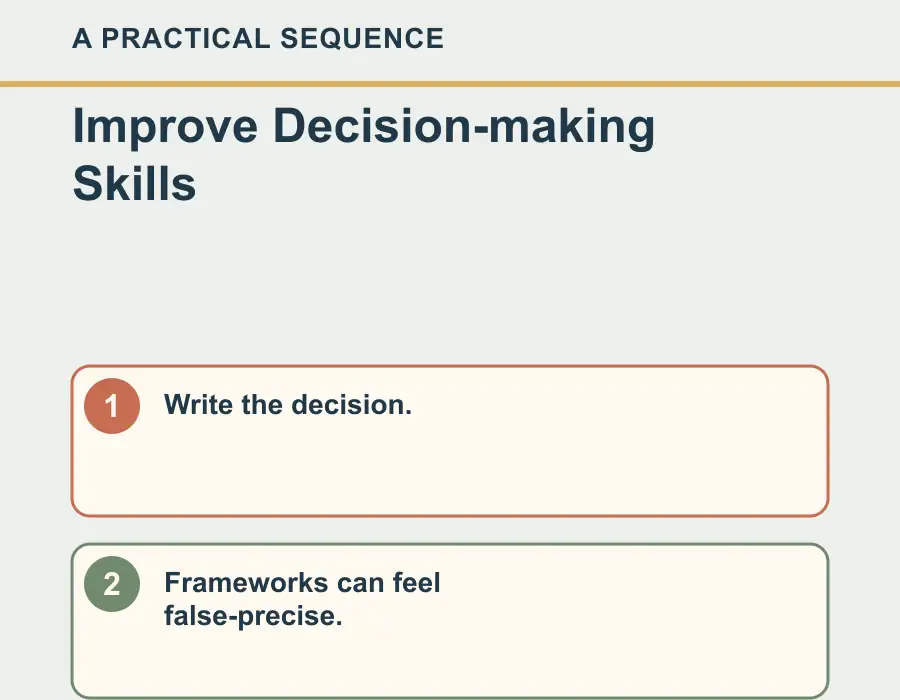 A PRACTICAL SEQUENCE
Improve Decision-making
Skills
1
Write the decision.
2
Frameworks can feel
false-precise.